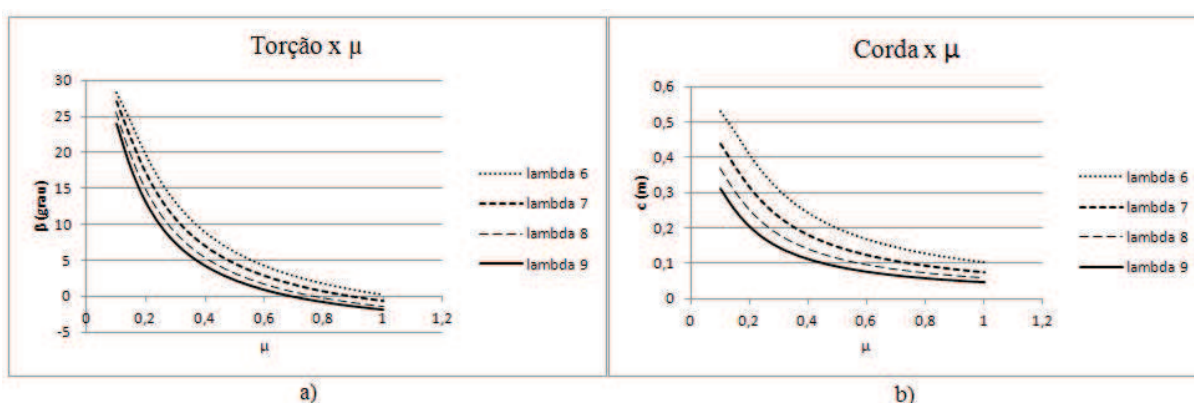 Torção x µ
30
25
20
15
10
5
0
-5
0
0,2
0,4
0,6
0,8
1
1,2
β (grau)
µ
lambda 6
lambda 7
lambda 8
lambda 9
a)
Corda x µ
0,6
0,5
0,4
0,3
0,2
0,1
0
0
0,2
0,4
0,6
0,8
1
1,2
c (m)
µ
lambda 6
lambda 7
lambda 8
lambda 9
b)